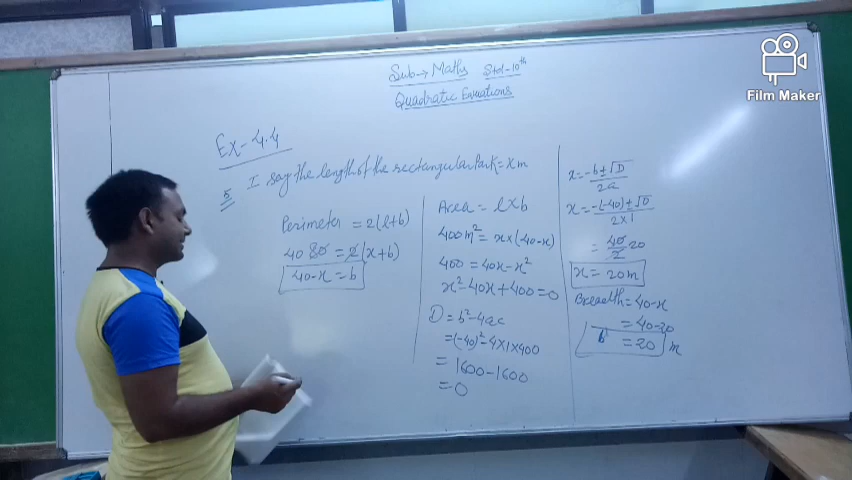 Sub→Maths Std-10th
Quadratic Equations
Film Maker
Ex-4.4
5 I say the length of the rectangular Park = x m
Perimeter = 2(l+b)
40 80 = 2(x+b)
40-x = b
Area = l×b
400m² = x×(40-x)
400 = 40x-x²
x²-40x+400=0
D = b²-4ac
=(-40)²-4×1×400
= 1600-1600
=0
x = -b±√D / 2a
x = -(-40)±√0 / 2×1
= 40/2 20
x = 20m
Breadth = 40-x
= 40-20
b = 20 m